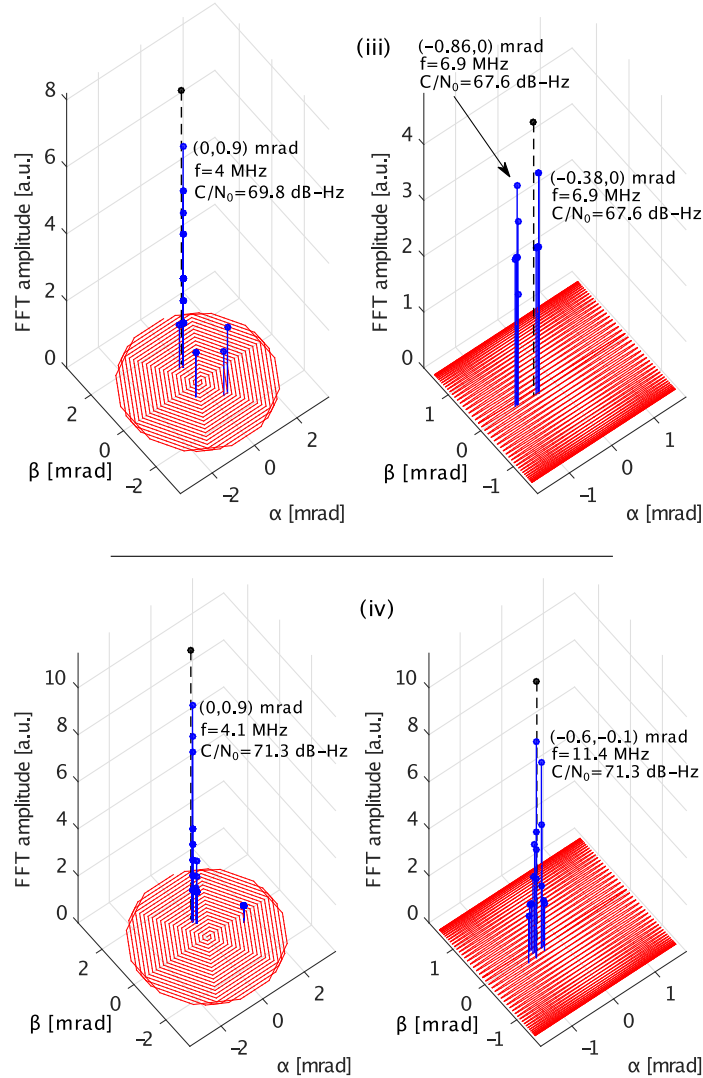 (iii)
8
6
4
2
0
FFT amplitude [a.u.]
(0,0.9) mrad
f=4 MHz
C/N₀=69.8 dB−Hz
2
0
−2
β [mrad]
−2
0
2
α [mrad]
(−0.86,0) mrad
f=6.9 MHz
C/N₀=67.6 dB−Hz
4
3
2
1
0
FFT amplitude [a.u.]
(−0.38,0) mrad
f=6.9 MHz
C/N₀=67.6 dB−Hz
1
0
−1
β [mrad]
−1
0
1
α [mrad]
(iv)
10
8
6
4
2
0
FFT amplitude [a.u.]
(0,0.9) mrad
f=4.1 MHz
C/N₀=71.3 dB−Hz
2
0
−2
β [mrad]
−2
0
2
α [mrad]
10
8
6
4
2
0
FFT amplitude [a.u.]
(−0.6,−0.1) mrad
f=11.4 MHz
C/N₀=71.3 dB−Hz
1
0
−1
β [mrad]
−1
0
1
α [mrad]